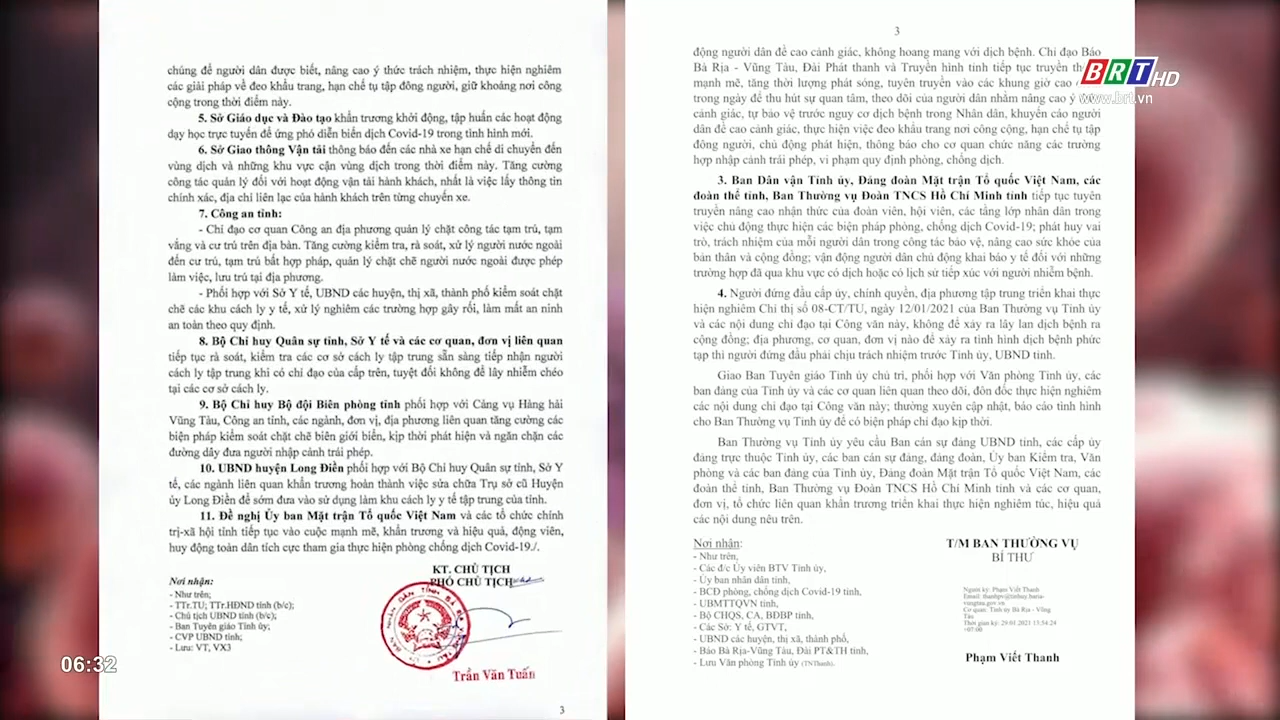 chúng để người dân được biết, nâng cao ý thức trách nhiệm, thực hiện nghiêm
các giải pháp về đeo khẩu trang, hạn chế tụ tập đông người, giữ khoảng nơi công
cộng trong thời điểm này.
5. Sở Giáo dục và Đào tạo khẩn trương khởi động, tập huấn các hoạt động
dạy học trực tuyến để ứng phó diễn biến dịch Covid-19 trong tình hình mới.
6. Sở Giao thông Vận tải thông báo đến các nhà xe hạn chế di chuyển đến
vùng dịch và những khu vực cận vùng dịch trong thời điểm này. Tăng cường
công tác quản lý đối với hoạt động vận tải hành khách, nhất là việc lấy thông tin
chính xác, địa chỉ liên lạc của hành khách trên từng chuyến xe.
7. Công an tỉnh:
- Chỉ đạo cơ quan Công an địa phương quản lý chặt công tác tạm trú, tạm
vắng và cư trú trên địa bàn. Tăng cường kiểm tra, rà soát, xử lý người nước ngoài
đến cư trú, tạm trú bất hợp pháp, quản lý chặt chẽ người nước ngoài được phép
làm việc, lưu trú tại địa phương.
- Phối hợp với Sở Y tế, UBND các huyện, thị xã, thành phố kiểm soát chặt
chẽ các khu cách ly y tế, xử lý nghiêm các trường hợp gây rối, làm mất an ninh
an toàn theo quy định.
8. Bộ Chỉ huy Quân sự tỉnh, Sở Y tế và các cơ quan, đơn vị liên quan
tiếp tục rà soát, kiểm tra các cơ sở cách ly tập trung sẵn sàng tiếp nhận người
cách ly tập trung khi có chỉ đạo của cấp trên, tuyệt đối không để lây nhiễm chéo
tại các cơ sở cách ly.
9. Bộ Chỉ huy Bộ đội Biên phòng tỉnh phối hợp với Cảng vụ Hàng hải
Vũng Tàu, Công an tỉnh, các ngành, đơn vị, địa phương liên quan tăng cường các
biện pháp kiểm soát chặt chẽ biên giới biển, kịp thời phát hiện và ngăn chặn các
đường dây đưa người nhập cảnh trái phép.
10. UBND huyện Long Điền phối hợp với Bộ Chỉ huy Quân sự tỉnh, Sở Y
tế, các ngành liên quan khẩn trương hoàn thành việc sửa chữa Trụ sở cũ Huyện
ủy Long Điền để sớm đưa vào sử dụng làm khu cách ly y tế tập trung của tỉnh.
11. Đề nghị Ủy ban Mặt trận Tổ quốc Việt Nam và các tổ chức chính
trị-xã hội tỉnh tiếp tục vào cuộc mạnh mẽ, khẩn trương và hiệu quả, động viên,
huy động toàn dân tích cực tham gia thực hiện phòng chống dịch Covid-19./.
KT. CHỦ TỊCH
PHÓ CHỦ TỊCH
Nơi nhận:
- Như trên;
- TTr.TU; TTr.HĐND tỉnh (b/c);
- Chủ tịch UBND tỉnh (b/c);
- Ban Tuyên giáo Tỉnh ủy;
- CVP UBND tỉnh;
- Lưu: VT, VX3
Trần Văn Tuấn
3
3
động người dân đề cao cảnh giác, không hoang mang với dịch bệnh. Chỉ đạo Báo
Bà Rịa - Vũng Tàu, Đài Phát thanh và Truyền hình tỉnh tiếp tục truyền
mạnh mẽ, tăng thời lượng phát sóng, tuyên truyền vào các khung giờ cao
trong ngày để thu hút sự quan tâm, theo dõi của người dân nhằm nâng cao ý
cảnh giác, tự bảo vệ trước nguy cơ dịch bệnh trong Nhân dân, khuyến cáo người
dân đề cao cảnh giác, thực hiện việc đeo khẩu trang nơi công cộng, hạn chế tụ tập
đông người, chủ động phát hiện, thông báo cho cơ quan chức năng các trường
hợp nhập cảnh trái phép, vi phạm quy định phòng, chống dịch.
3. Ban Dân vận Tỉnh ủy, Đảng đoàn Mặt trận Tổ quốc Việt Nam, các
đoàn thể tỉnh, Ban Thường vụ Đoàn TNCS Hồ Chí Minh tỉnh tiếp tục tuyên
truyền nâng cao nhận thức của đoàn viên, hội viên, các tầng lớp nhân dân trong
việc chủ động thực hiện các biện pháp phòng, chống dịch Covid-19; phát huy vai
trò, trách nhiệm của mỗi người dân trong công tác bảo vệ, nâng cao sức khỏe của
bản thân và cộng đồng; vận động người dân chủ động khai báo y tế đối với những
trường hợp đã qua khu vực có dịch hoặc có lịch sử tiếp xúc với người nhiễm bệnh.
4. Người đứng đầu cấp ủy, chính quyền, địa phương tập trung triển khai thực
hiện nghiêm Chỉ thị số 08-CT/TU, ngày 12/01/2021 của Ban Thường vụ Tỉnh ủy
và các nội dung chỉ đạo tại Công văn này, không để xảy ra lây lan dịch bệnh ra
cộng đồng; địa phương, cơ quan, đơn vị nào để xảy ra tình hình dịch bệnh phức
tạp thì người đứng đầu phải chịu trách nhiệm trước Tỉnh ủy, UBND tỉnh.
Giao Ban Tuyên giáo Tỉnh ủy chủ trì, phối hợp với Văn phòng Tỉnh ủy, các
ban đảng của Tỉnh ủy và các cơ quan liên quan theo dõi, đôn đốc thực hiện nghiêm
các nội dung chỉ đạo tại Công văn này; thường xuyên cập nhật, báo cáo tình hình
cho Ban Thường vụ Tỉnh ủy để có biện pháp chỉ đạo kịp thời.
Ban Thường vụ Tỉnh ủy yêu cầu Ban cán sự đảng UBND tỉnh, các cấp ủy
đảng trực thuộc Tỉnh ủy, các ban cán sự đảng, đảng đoàn, Ủy ban Kiểm tra, Văn
phòng và các ban đảng của Tỉnh ủy, Đảng đoàn Mặt trận Tổ quốc Việt Nam, các
đoàn thể tỉnh, Ban Thường vụ Đoàn TNCS Hồ Chí Minh tỉnh và các cơ quan,
đơn vị, tổ chức liên quan khẩn trương triển khai thực hiện nghiêm túc, hiệu quả
các nội dung nêu trên.
Nơi nhận:
- Như trên,
- Các đ/c Ủy viên BTV Tỉnh ủy,
- Ủy ban nhân dân tỉnh,
- BCĐ phòng, chống dịch Covid-19 tỉnh,
- UBMTTQVN tỉnh,
- Bộ CHQS, CA, BĐBP tỉnh,
- Các Sở: Y tế, GTVT,
- UBND các huyện, thị xã, thành phố,
- Báo Bà Rịa-Vũng Tàu, Đài PT&TH tỉnh,
- Lưu Văn phòng Tỉnh ủy (TNThanh).
T/M BAN THƯỜNG VỤ
BÍ THƯ
Người ký: Phạm Viết Thanh
Email: thanhpv@tinhuy.baria-
vungtau.gov.vn
Cơ quan: Tỉnh ủy Bà Rịa - Vũng
Tàu
Thời gian ký: 29.01.2021 13:54:24
+07:00
Phạm Viết Thanh
BRT HD
www.brt.vn
06:32